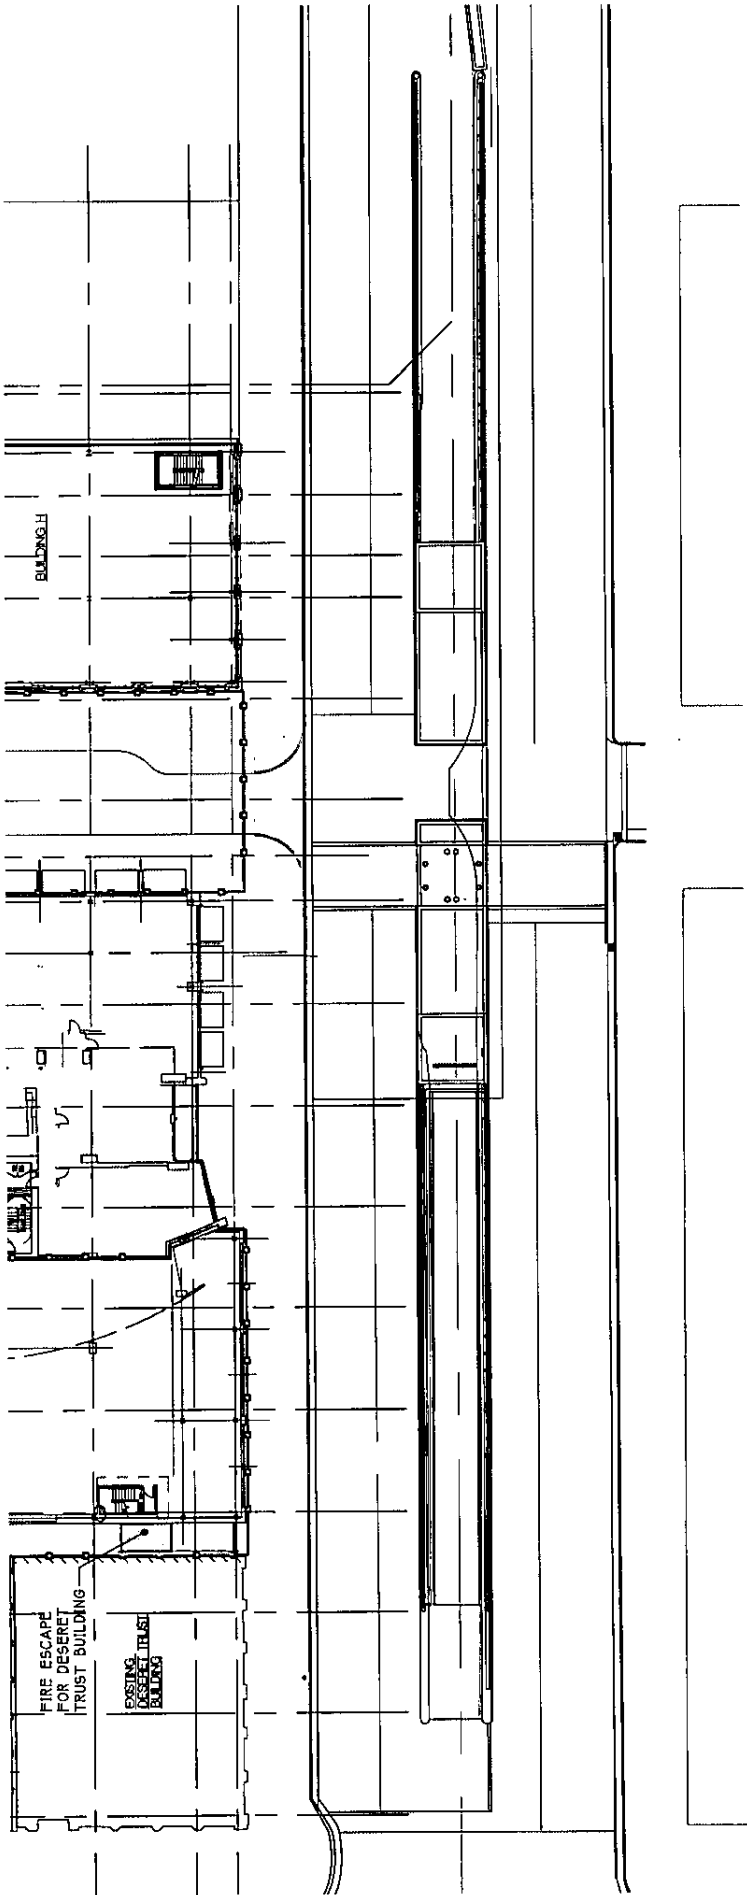 BUILDING H
FIRE ESCAPE
FOR DESERET
TRUST BUILDING
EXISTING
DESERET TRUST
BUILDING